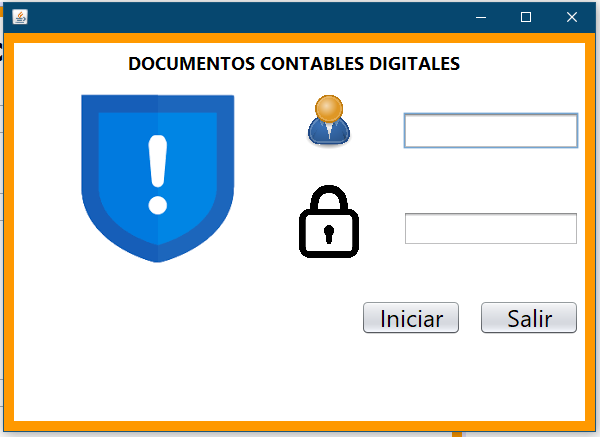 DOCUMENTOS CONTABLES DIGITALES
Iniciar
Salir